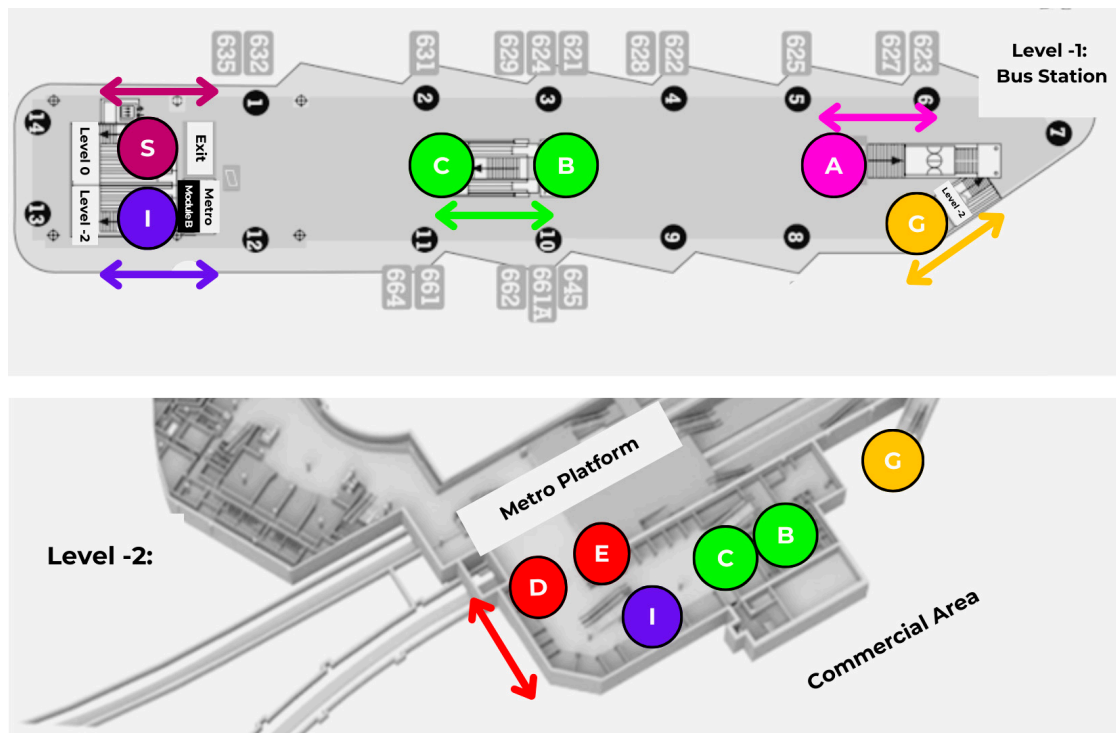 Level -1:
Bus Station
635
632
631
629
624
621
628
622
625
627
623
1
2
3
4
5
6
7
14
13
12
11
10
9
8
Level 0
Level -2
S
I
Exit
Metro
Module B
C
B
A
G
Level -2
664
661
662
661A
645
Level -2:
Metro Platform
D
E
I
C
B
G
Commercial Area